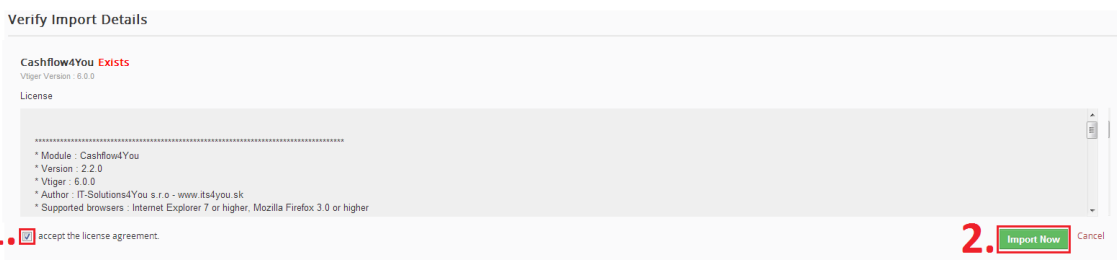 Verify Import Details
Cashflow4You Exists
Vtiger Version : 6.0.0
License
************************************************************************************
* Module : Cashflow4You
* Version : 2.2.0
* Vtiger : 6.0.0
* Author : IT-Solutions4You s.r.o - www.its4you.sk
* Supported browsers : Internet Explorer 7 or higher, Mozilla Firefox 3.0 or higher
accept the license agreement.
2. Import Now Cancel